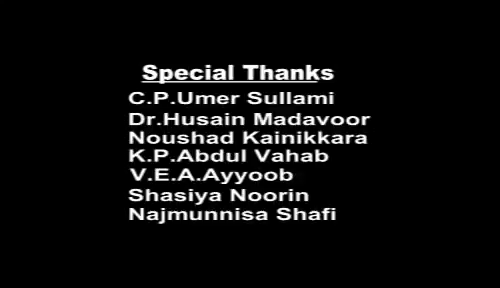 Special Thanks
C.P.Umer Sullami
Dr.Husain Madavoor
Noushad Kainikkara
K.P.Abdul Vahab
V.E.A.Ayyoob
Shasiya Noorin
Najmunnisa Shafi